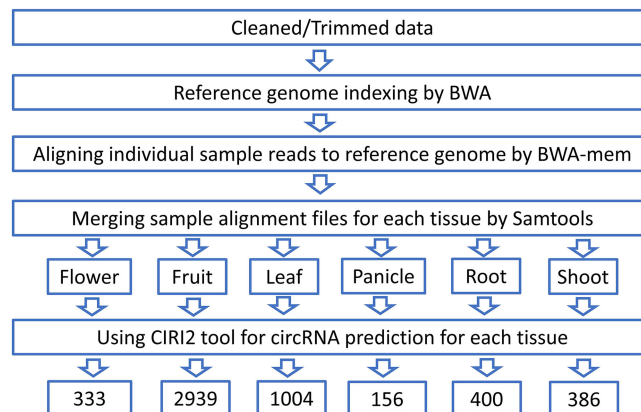 Cleaned/Trimmed data
Reference genome indexing by BWA
Aligning individual sample reads to reference genome by BWA-mem
Merging sample alignment files for each tissue by Samtools
Flower Fruit Leaf Panicle Root Shoot
Using CIRI2 tool for circRNA prediction for each tissue
333 2939 1004 156 400 386